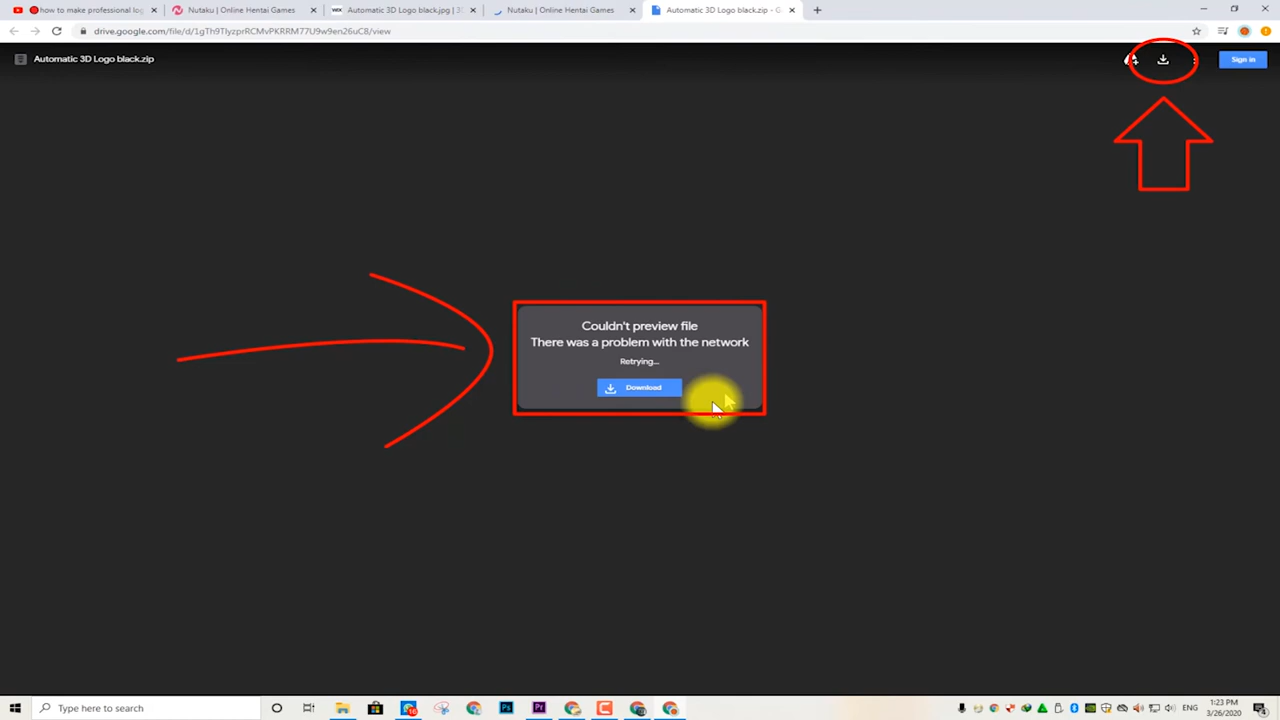 how to make professional log
Nutaku | Online Hentai Games
Automatic 3D Logo black.jpg | 3
Nutaku | Online Hentai Games
Automatic 3D Logo black.zip - G
drive.google.com/file/d/1gTh9TlyzprRCMvPKRRM77U9w9en26uC8/view
Automatic 3D Logo black.zip
Sign in
Couldn't preview file
There was a problem with the network
Retrying...
Download
Type here to search
Ps
Pr
ENG
1:23 PM
3/26/2020